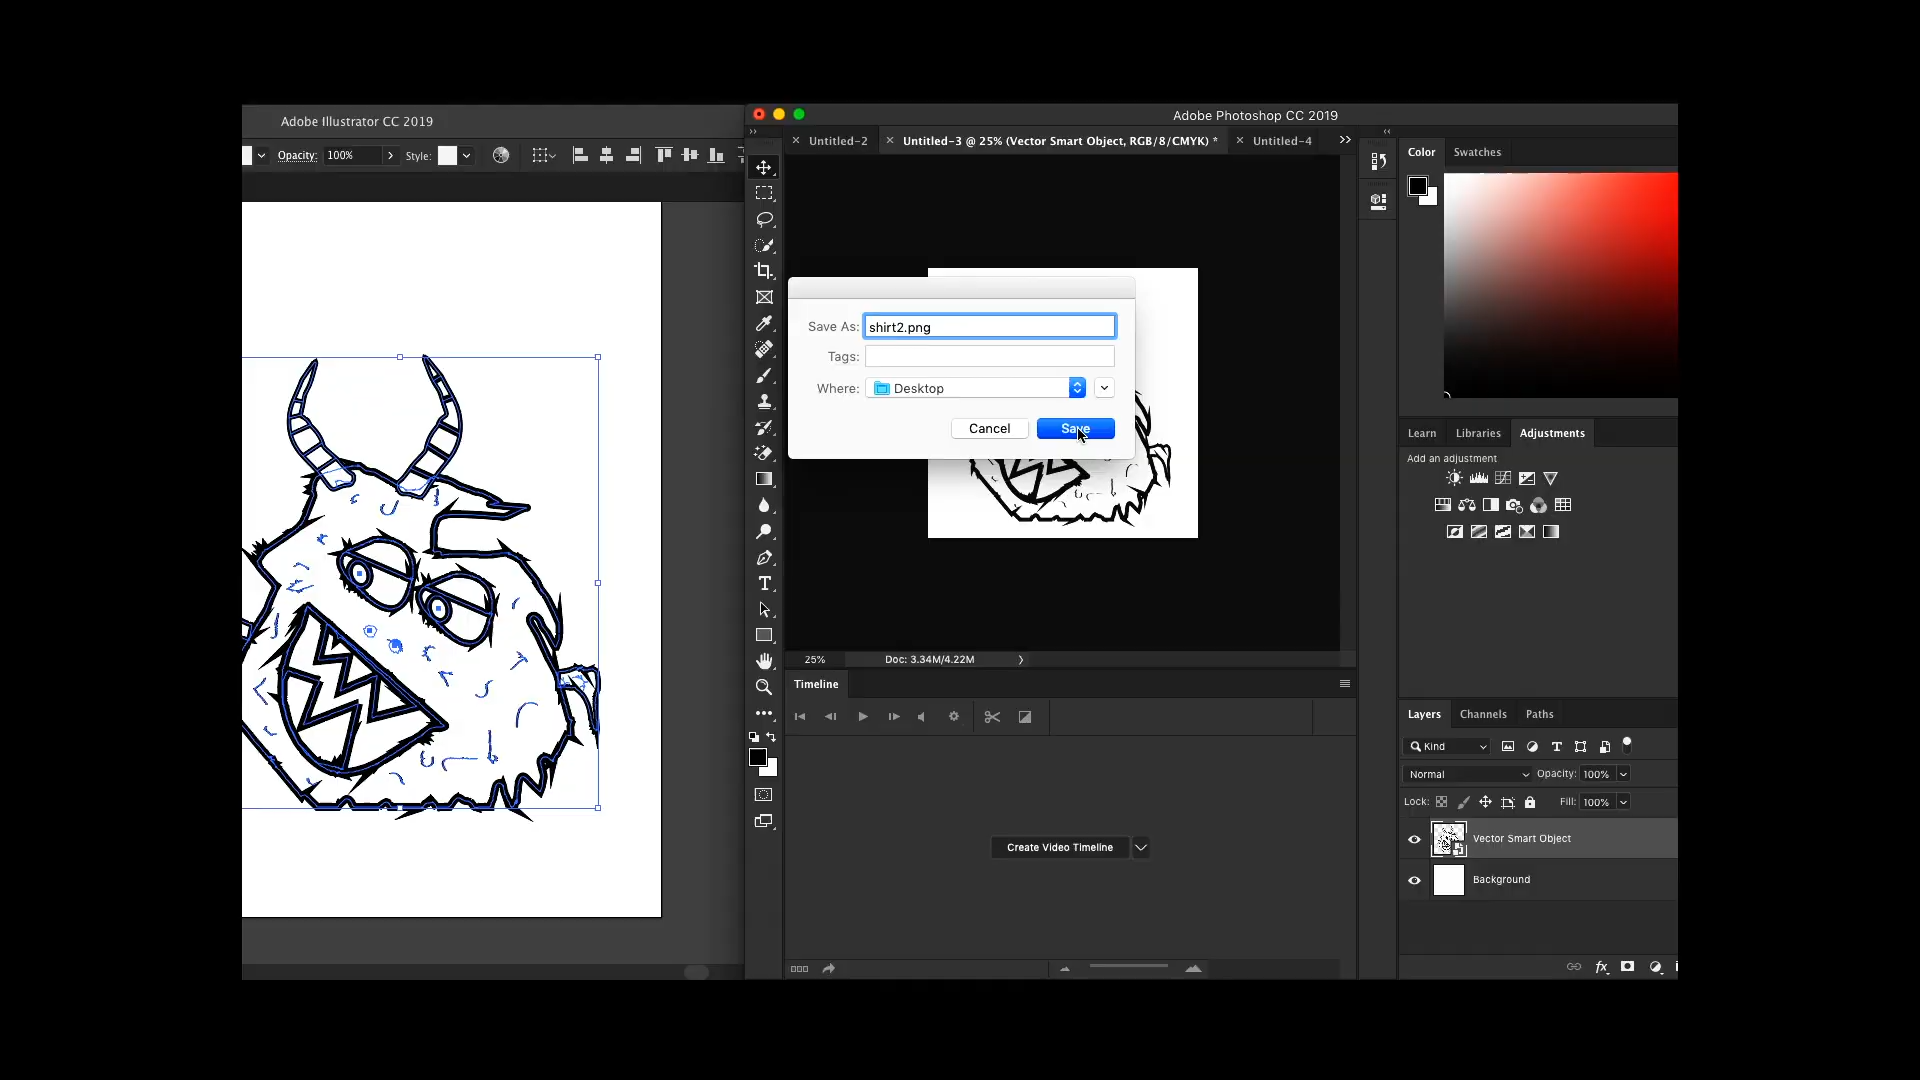 Adobe Illustrator CC 2019
Opacity: 100% Style:
Adobe Photoshop CC 2019
Untitled-2
Untitled-3 @ 25% (Vector Smart Object, RGB/8/CMYK) *
Untitled-4
Save As: shirt2.png
Tags:
Where: Desktop
Cancel
Save
25%
Doc: 3.34M/4.22M
Timeline
Create Video Timeline
Color
Swatches
Learn
Libraries
Adjustments
Add an adjustment
Layers
Channels
Paths
Kind
Normal
Opacity: 100%
Lock:
Fill: 100%
Vector Smart Object
Background
fx